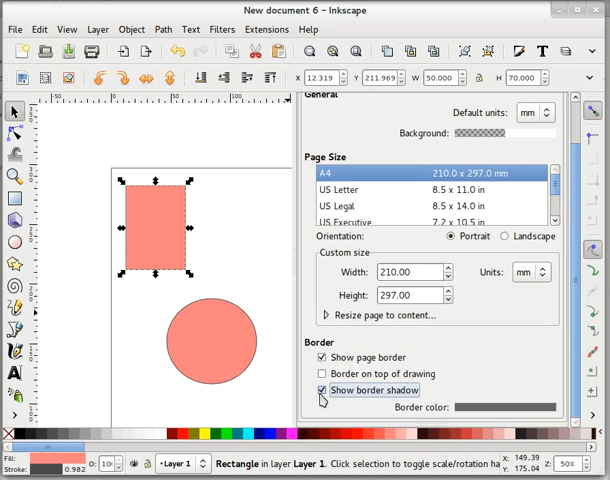 New document 6 - Inkscape
File Edit View Layer Object Path Text Filters Extensions Help
X 12.319 Y 211.969 W 50.000 H 70.000
-50 0 50 100
General
Default units: mm
Background:
Page Size
A4 210.0 x 297.0 mm
US Letter 8.5 x 11.0 in
US Legal 8.5 x 14.0 in
US Executive 7.2 x 10.5 in
Orientation: Portrait Landscape
Custom size
Width: 210.00 Units: mm
Height: 297.00
Resize page to content...
Border
Show page border
Border on top of drawing
Show border shadow
Border color:
Fill:
Stroke: 0.982
O: 10
Layer 1
Rectangle in layer Layer 1. Click selection to toggle scale/rotation ha
X: 149.39
Y: 175.04
Z: 50%